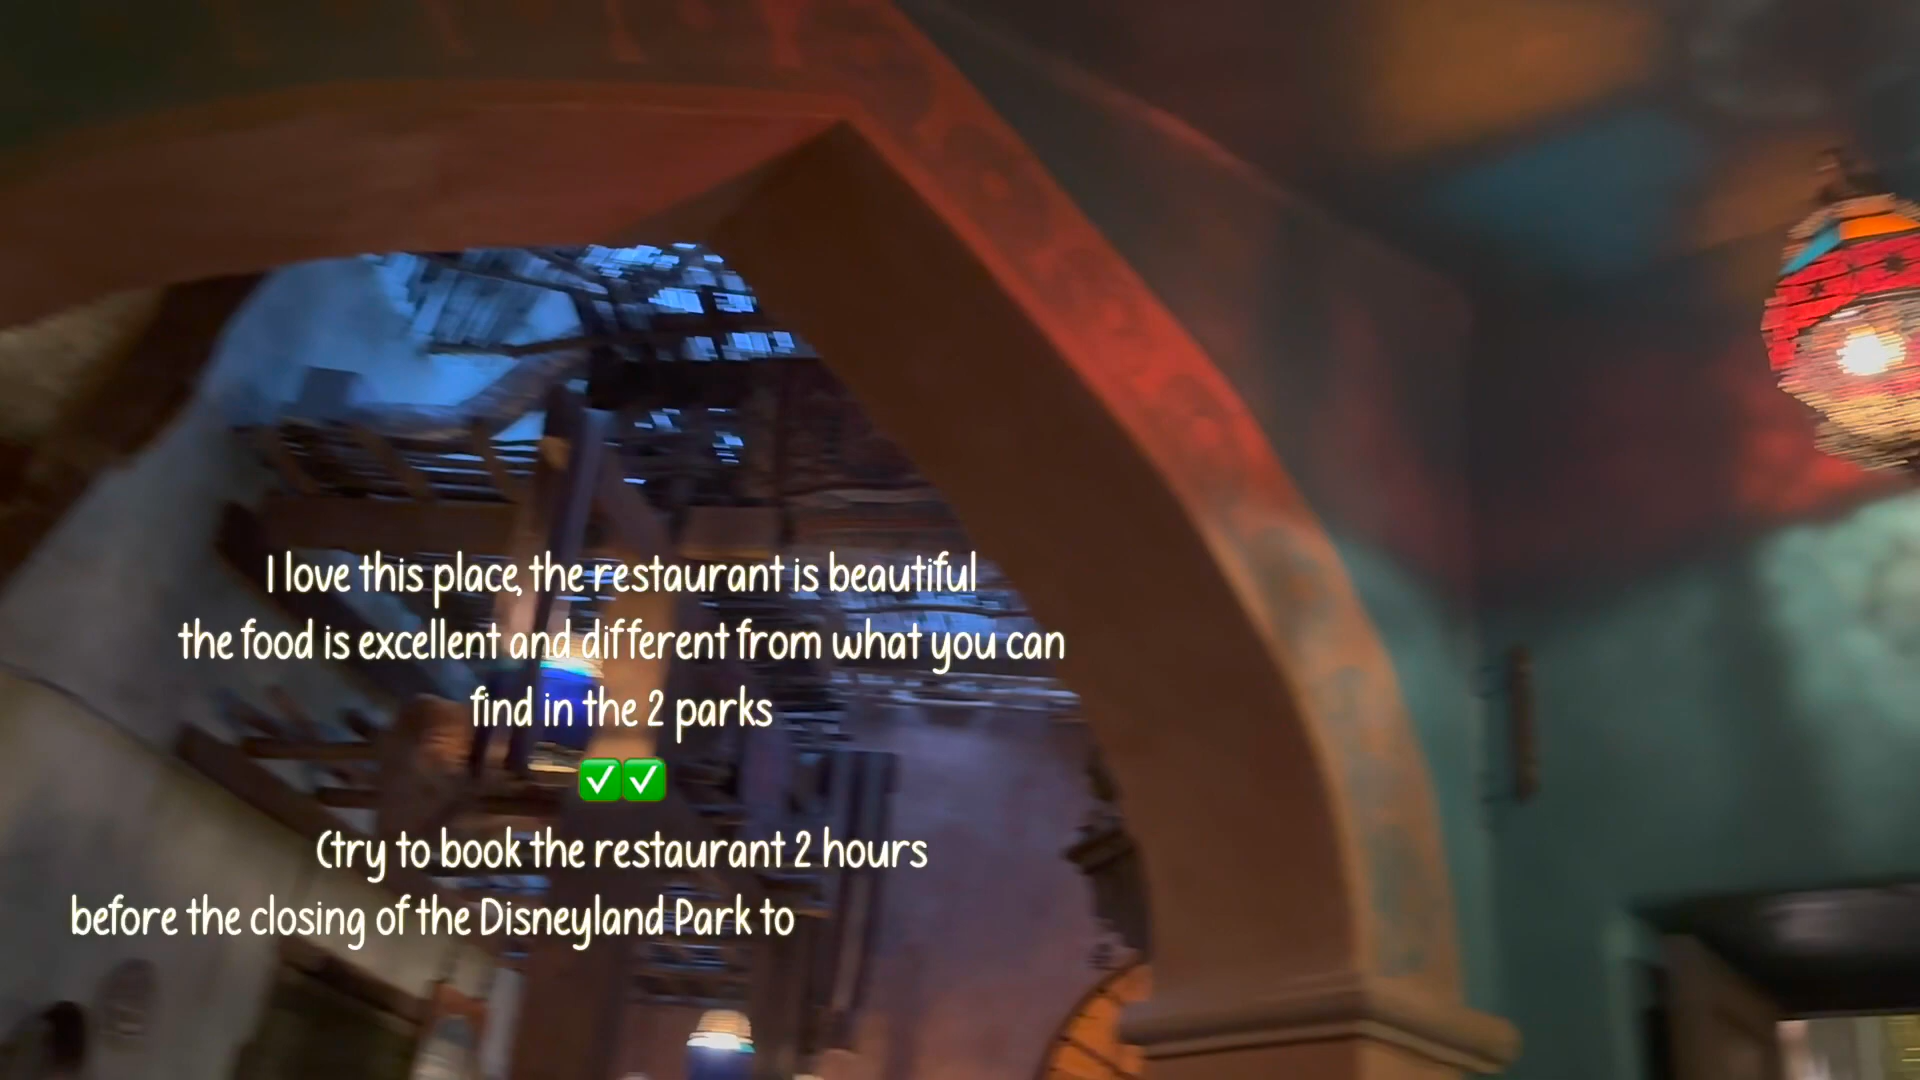 I love this place, the restaurant is beautiful
the food is excellent and different from what you can
find in the 2 parks
✅✅
(try to book the restaurant 2 hours
before the closing of the Disneyland Park to